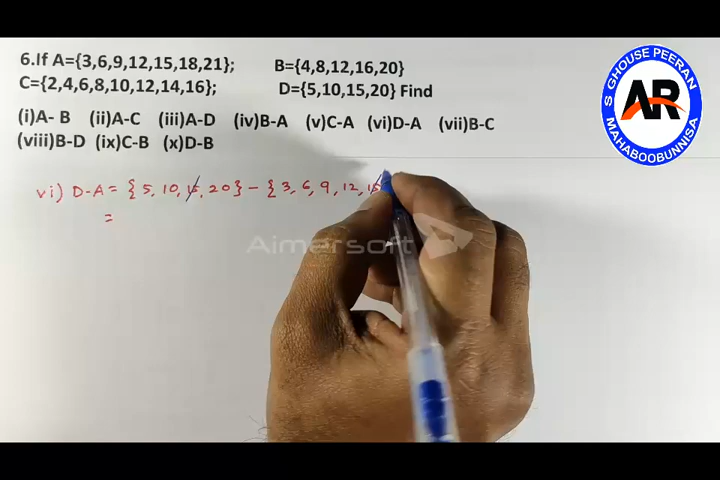 6.If A={3,6,9,12,15,18,21}; B={4,8,12,16,20}
C={2,4,6,8,10,12,14,16}; D={5,10,15,20} Find
(i)A- B (ii)A-C (iii)A-D (iv)B-A (v)C-A (vi)D-A (vii)B-C
(viii)B-D (ix)C-B (x)D-B
vi) D-A = {5, 10, 15, 20} - {3, 6, 9, 12, 15
=
Aimersoft
S GHOUSE PEERAN
AR
MAHABOOBUNNISA